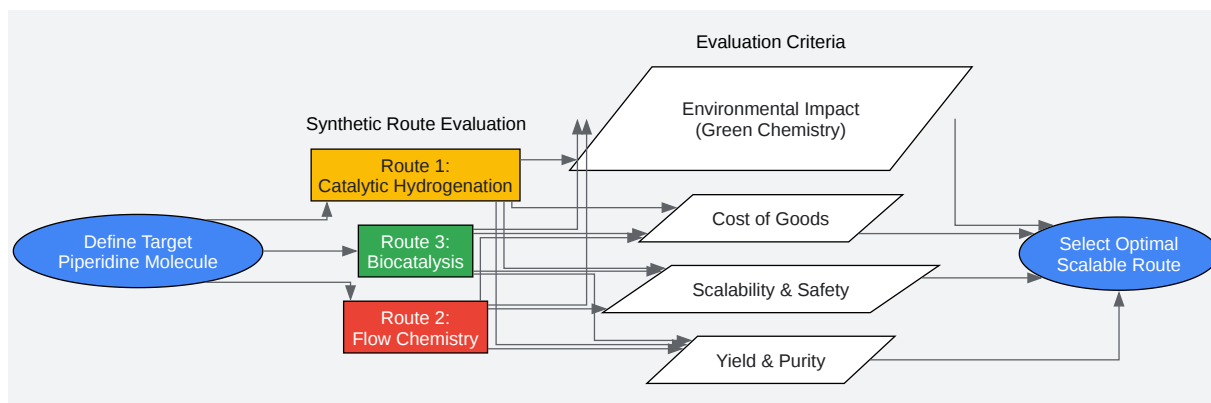 Evaluation Criteria
Environmental Impact
(Green Chemistry)
Synthetic Route Evaluation
Route 1:
Catalytic Hydrogenation
Cost of Goods
Define Target
Piperidine Molecule
Route 3:
Biocatalysis
Select Optimal
Scalable Route
Scalability & Safety
Route 2:
Flow Chemistry
Yield & Purity